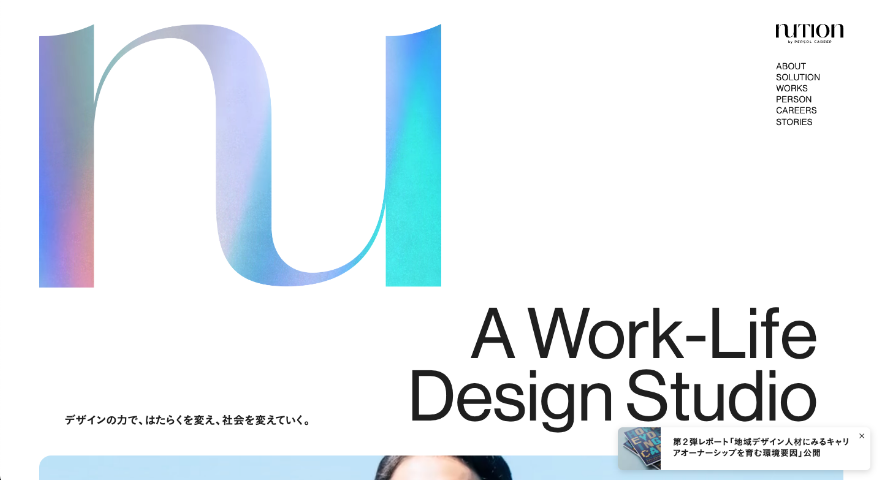 nu
nution
by PERSOL CAREER
ABOUT
SOLUTION
WORKS
PERSON
CAREERS
STORIES
A Work-Life
Design Studio
デザインの力で、はたらくを変え、社会を変えていく。
第2弾レポート「地域デザイン人材にみるキャリ
アオーナーシップを育む環境要因」公開